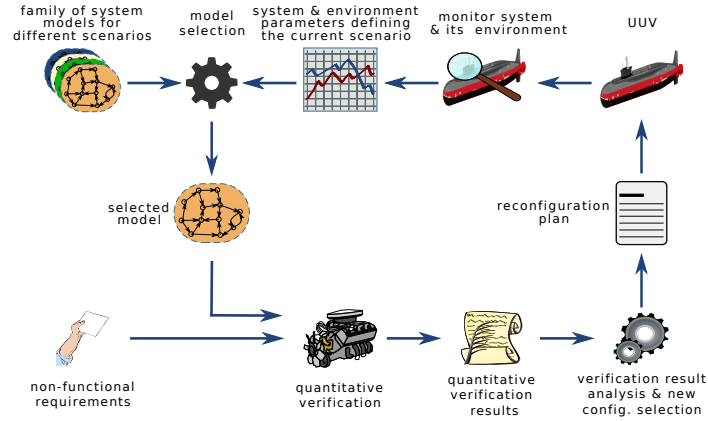 family of system
models for
different scenarios
model
selection
system & environment
parameters defining
the current scenario
monitor system
& its environment
UUV
selected
model
reconfiguration
plan
non-functional
requirements
quantitative
verification
quantitative
verification
results
verification result
analysis & new
config. selection